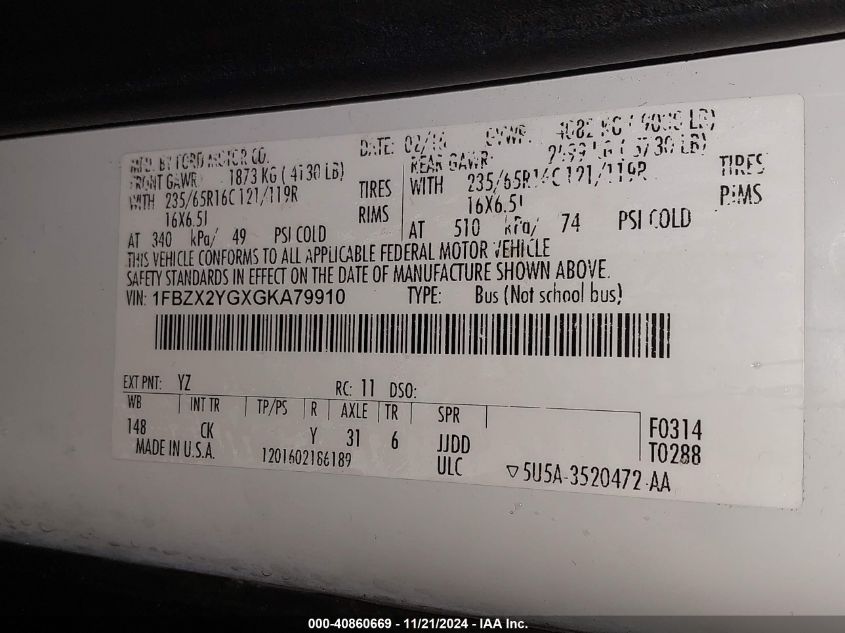 MFD. BY FORD MOTOR CO. DATE: 02/16 GVWR:
FRONT GAWR: 1873 KG ( 4130 LB) REAR GAWR:
WITH 235/65R16C 121/119R TIRES WITH 235/65R16C 121/119R TIRES
16X6.5J RIMS 16X6.5J RIMS
AT 340 kPa/ 49 PSI COLD AT 510 kPa/ 74 PSI COLD
THIS VEHICLE CONFORMS TO ALL APPLICABLE FEDERAL MOTOR VEHICLE
SAFETY STANDARDS IN EFFECT ON THE DATE OF MANUFACTURE SHOWN ABOVE.
VIN: 1FBZX2YGXGKA79910 TYPE: Bus (Not school bus)
EXT PNT: YZ RC: 11 DSO:
WB INT TR TP/PS R AXLE TR SPR
148 CK Y 31 6 JJDD F0314
MADE IN U.S.A. 1201602186189 ULC T0288
▽5U5A-3520472-AA
000-40860669 - 11/21/2024 - IAA Inc.